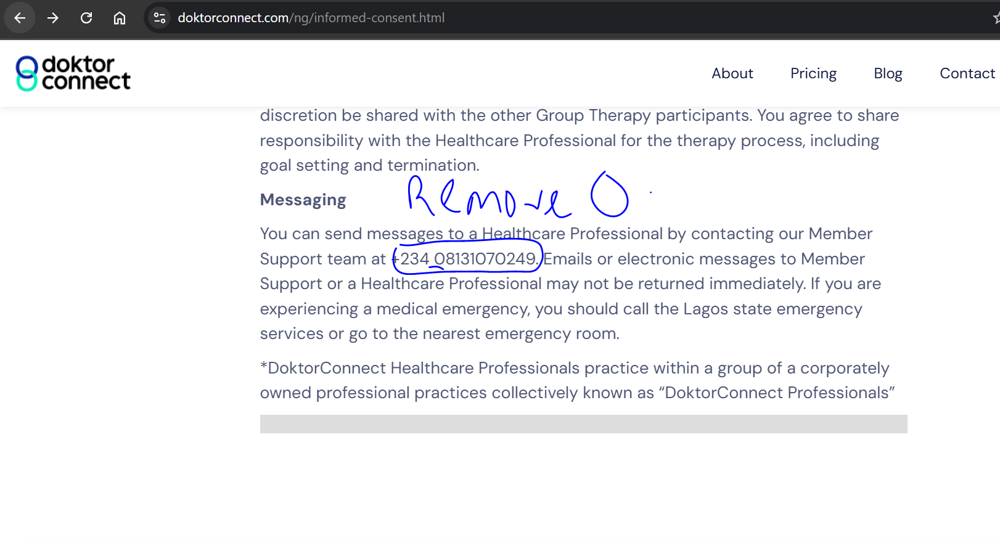 doktorconnect.com/ng/informed-consent.html
doktor
connect
About Pricing Blog Contact
discretion be shared with the other Group Therapy participants. You agree to share
responsibility with the Healthcare Professional for the therapy process, including
goal setting and termination.
Remove O
Messaging
You can send messages to a Healthcare Professional by contacting our Member
Support team at +234 08131070249. Emails or electronic messages to Member
Support or a Healthcare Professional may not be returned immediately. If you are
experiencing a medical emergency, you should call the Lagos state emergency
services or go to the nearest emergency room.
*DoktorConnect Healthcare Professionals practice within a group of a corporately
owned professional practices collectively known as “DoktorConnect Professionals”